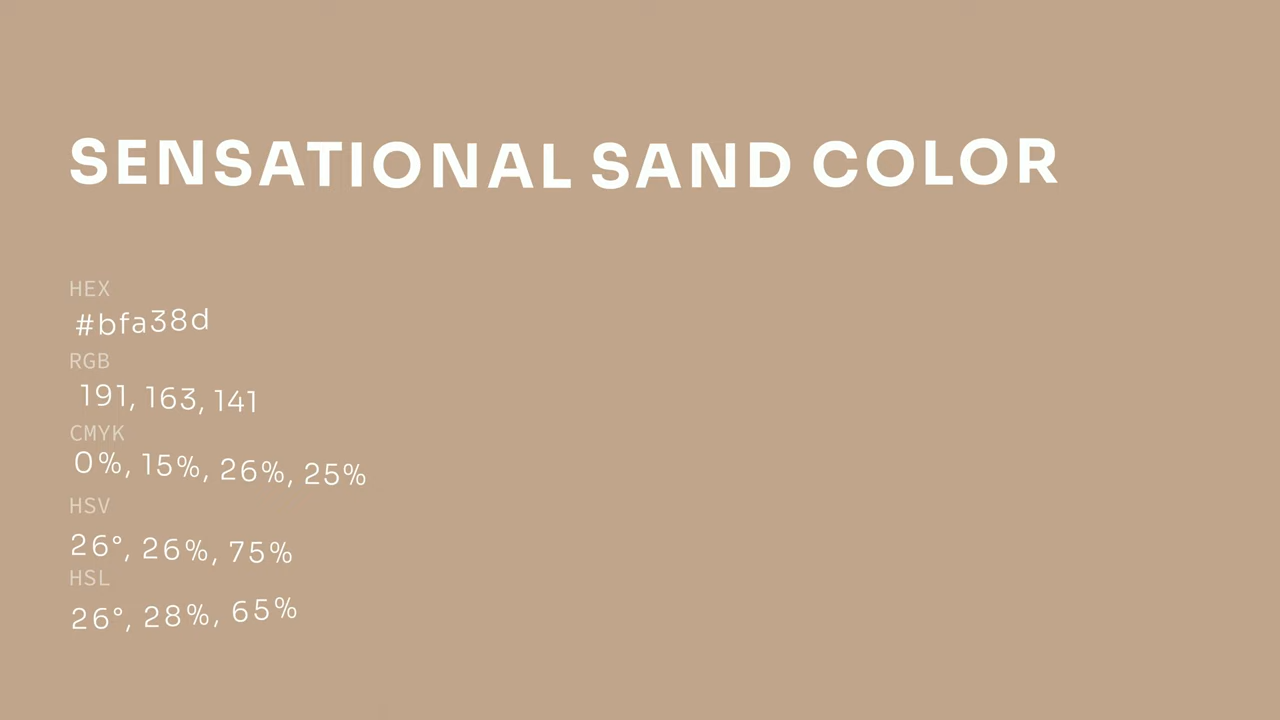 SENSATIONAL SAND COLOR
HEX
#bfa38d
RGB
191, 163, 141
CMYK
0%, 15%, 26%, 25%
HSV
26°, 26%, 75%
HSL
26°, 28%, 65%